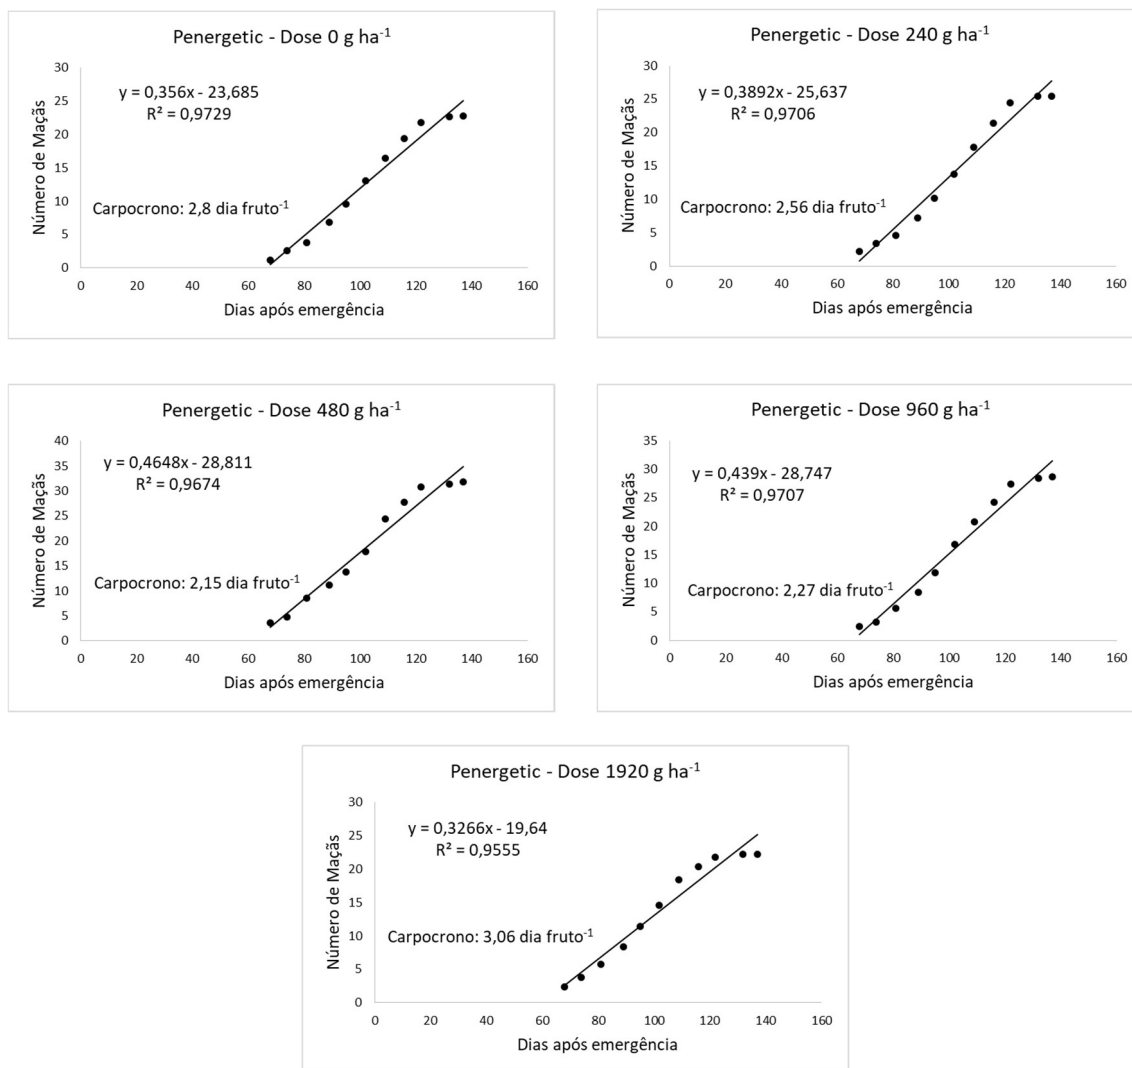 Penergetic - Dose 0 g ha⁻¹
Número de Maçãs
30
25
20
15
10
5
0
y = 0,356x - 23,685
R² = 0,9729
Carpocrono: 2,8 dia fruto⁻¹
0 20 40 60 80 100 120 140 160
Dias após emergência
Penergetic - Dose 240 g ha⁻¹
Número de Maçãs
30
25
20
15
10
5
0
y = 0,3892x - 25,637
R² = 0,9706
Carpocrono: 2,56 dia fruto⁻¹
0 20 40 60 80 100 120 140 160
Dias após emergência
Penergetic - Dose 480 g ha⁻¹
Número de Maçãs
40
35
30
25
20
15
10
5
0
y = 0,4648x - 28,811
R² = 0,9674
Carpocrono: 2,15 dia fruto⁻¹
0 20 40 60 80 100 120 140 160
Dias após emergência
Penergetic - Dose 960 g ha⁻¹
Número de Maçãs
35
30
25
20
15
10
5
0
y = 0,439x - 28,747
R² = 0,9707
Carpocrono: 2,27 dia fruto⁻¹
0 20 40 60 80 100 120 140 160
Dias após emergência
Penergetic - Dose 1920 g ha⁻¹
Número de Maçãs
30
25
20
15
10
5
0
y = 0,3266x - 19,64
R² = 0,9555
Carpocrono: 3,06 dia fruto⁻¹
0 20 40 60 80 100 120 140 160
Dias após emergência